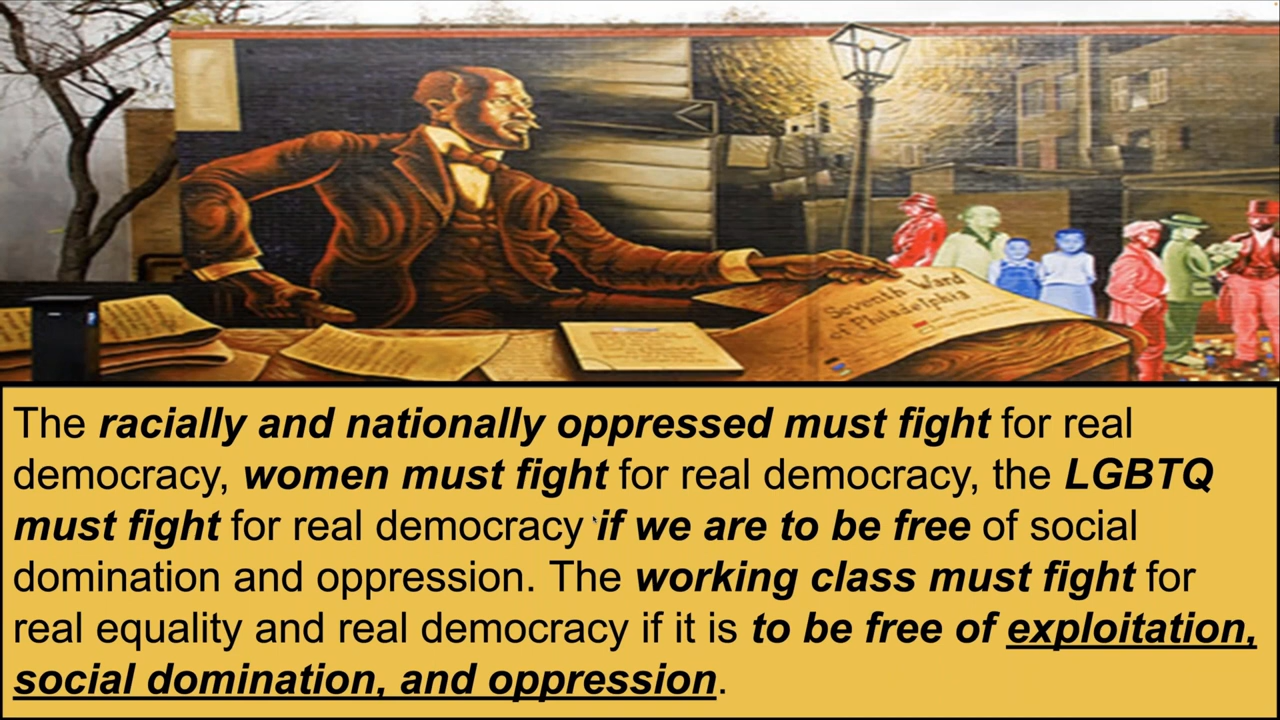 Seventh Ward
of Philadelphia
The racially and nationally oppressed must fight for real
democracy, women must fight for real democracy, the LGBTQ
must fight for real democracy if we are to be free of social
domination and oppression. The working class must fight for
real equality and real democracy if it is to be free of exploitation,
social domination, and oppression.